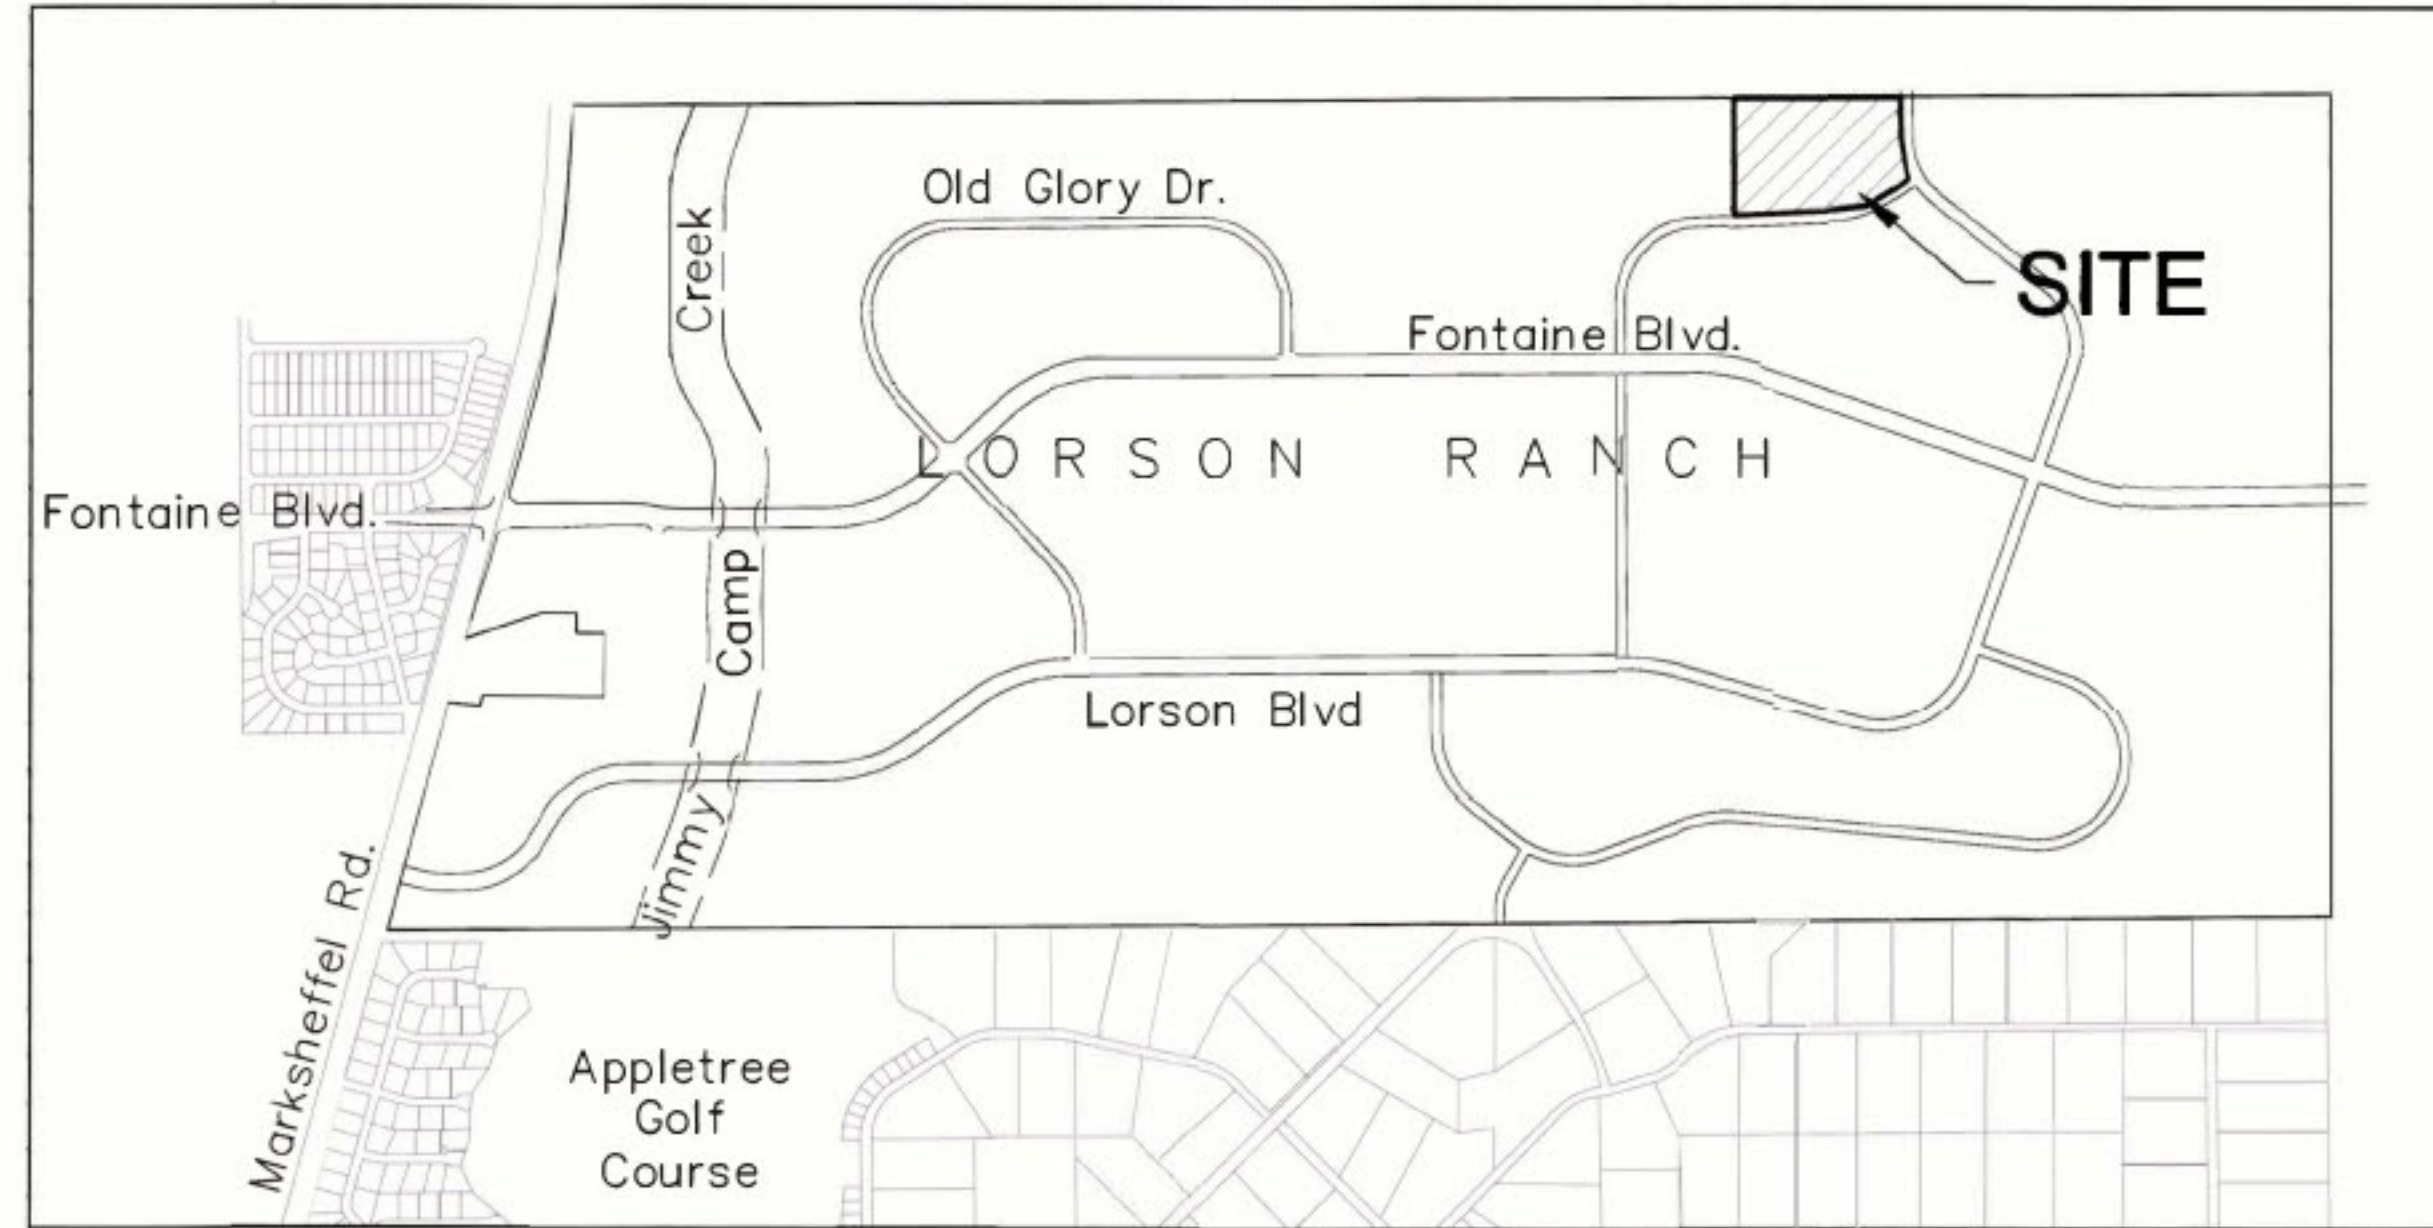 Old Glory Dr.
Creek
SITE
Fontaine Blvd.
LORSON RANCH
Fontaine Blvd.
Camp
Lorson Blvd
Jimmy
Marksheffel Rd.
Appletree
Golf
Course